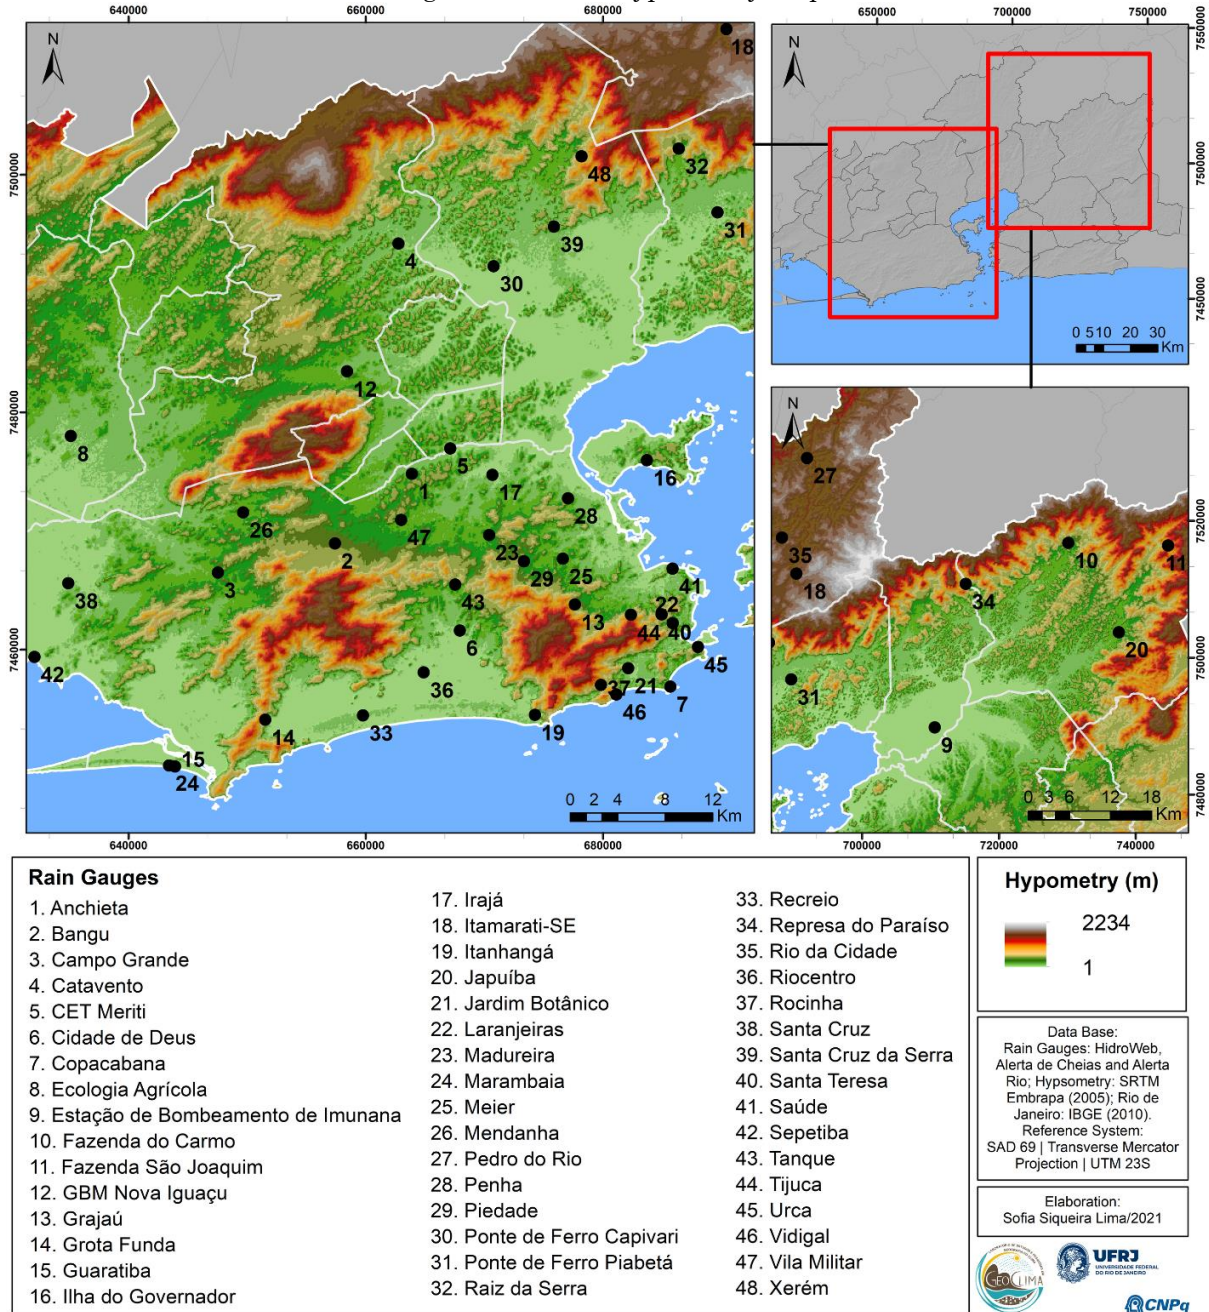 640000 660000 680000
650000 700000 750000
7550000
7500000
7450000
7500000
7480000
7460000
N
18
32
48
31
39
4
30
12
8
5
16
1
17
28
26
47
23
2
25
29
3
41
38
43
13
22
44
40
6
45
42
36
37
21
7
46
14
33
19
15
24
0 2 4 8 12
Km
640000 660000 680000
N
0 5 10 20 30
Km
N
27
35
18
10
11
34
20
31
9
7520000
7500000
7480000
0 3 6 12 18
Km
700000 720000 740000
Rain Gauges
1. Anchieta
2. Bangu
3. Campo Grande
4. Catavento
5. CET Meriti
6. Cidade de Deus
7. Copacabana
8. Ecologia Agrícola
9. Estação de Bombeamento de Imunana
10. Fazenda do Carmo
11. Fazenda São Joaquim
12. GBM Nova Iguaçu
13. Grajaú
14. Grota Funda
15. Guaratiba
16. Ilha do Governador
17. Irajá
18. Itamarati-SE
19. Itanhangá
20. Japuíba
21. Jardim Botânico
22. Laranjeiras
23. Madureira
24. Marambaia
25. Meier
26. Mendanha
27. Pedro do Rio
28. Penha
29. Piedade
30. Ponte de Ferro Capivari
31. Ponte de Ferro Piabetá
32. Raiz da Serra
33. Recreio
34. Represa do Paraíso
35. Rio da Cidade
36. Riocentro
37. Rocinha
38. Santa Cruz
39. Santa Cruz da Serra
40. Santa Teresa
41. Saúde
42. Sepetiba
43. Tanque
44. Tijuca
45. Urca
46. Vidigal
47. Vila Militar
48. Xerém
Hypometry (m)
2234
1
Data Base:
Rain Gauges: HidroWeb,
Alerta de Cheias and Alerta
Rio; Hypsometry: SRTM
Embrapa (2005); Rio de
Janeiro: IBGE (2010).
Reference System:
SAD 69 | Transverse Mercator
Projection | UTM 23S
Elaboration:
Sofia Siqueira Lima/2021
GEOCLIMA
UFRJ
UNIVERSIDADE FEDERAL
DO RIO DE JANEIRO
CNPq